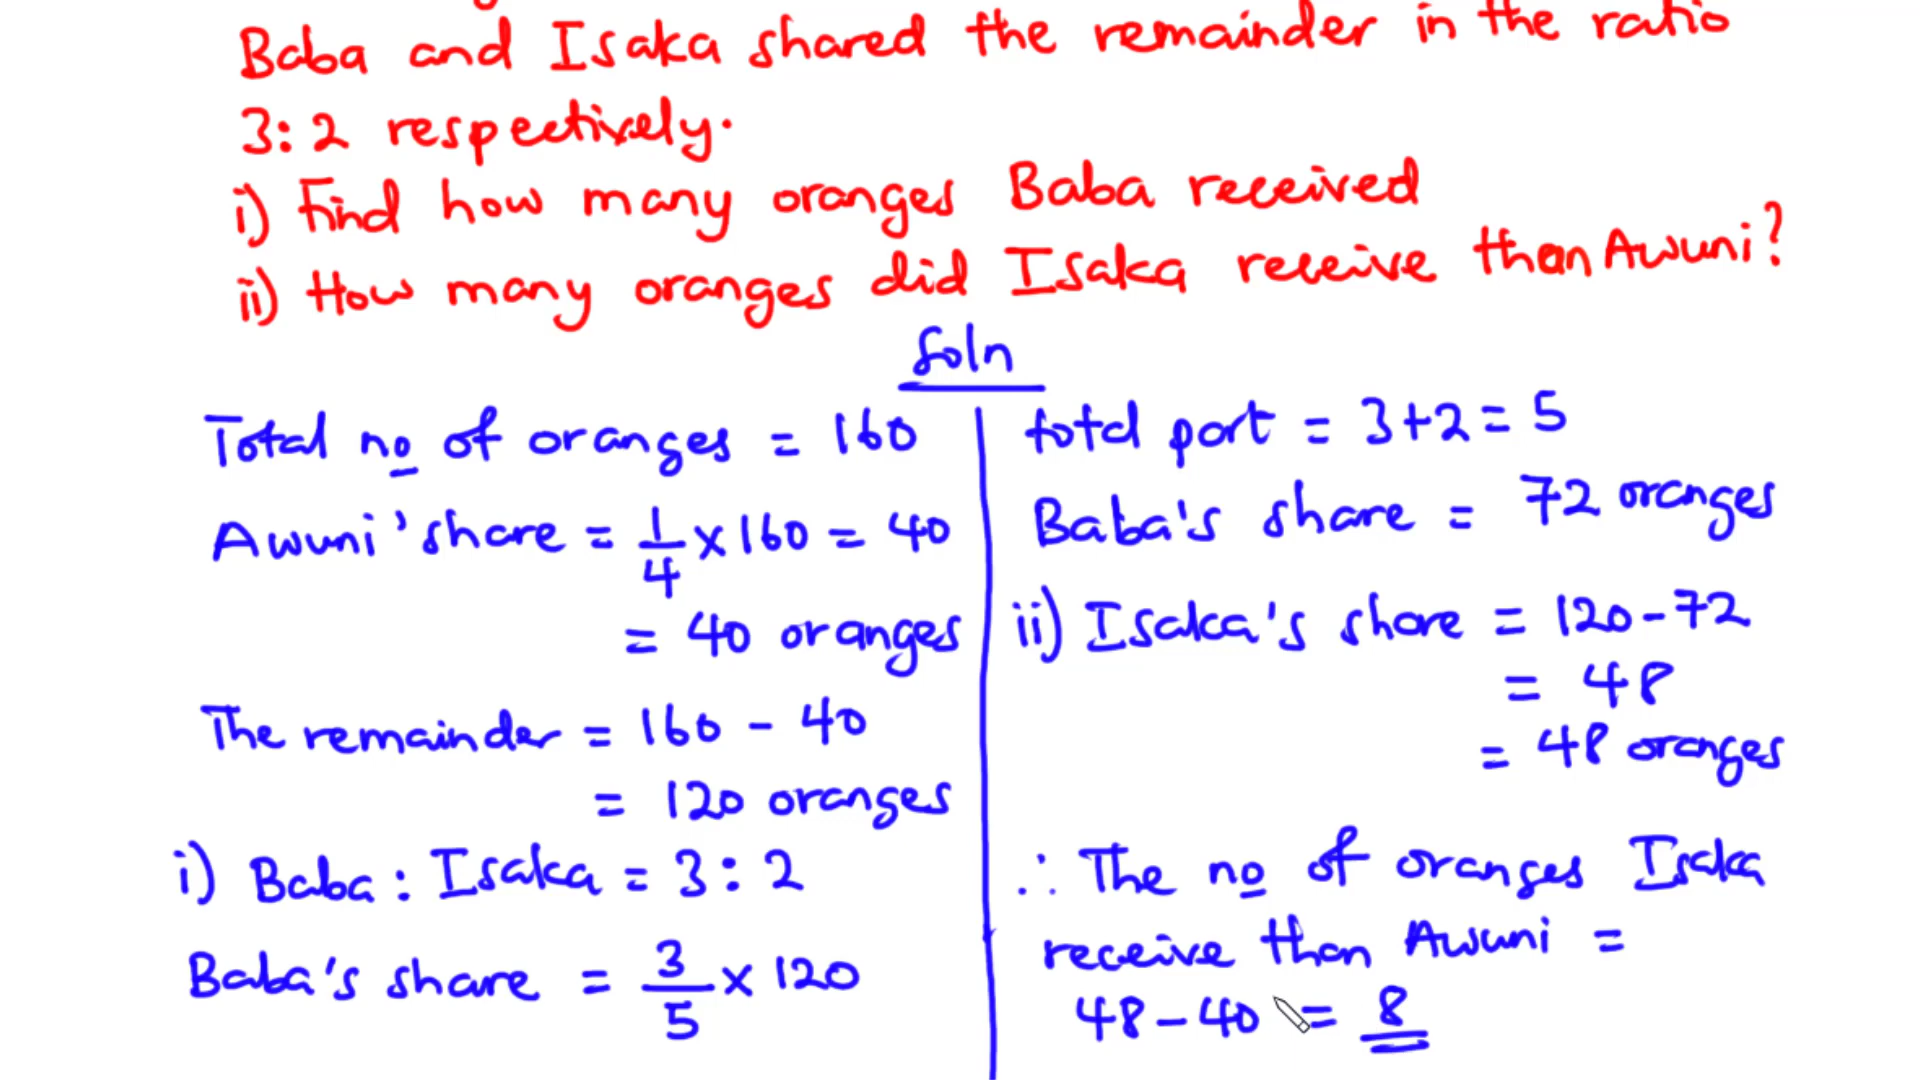 Baba and Isaka shared the remainder in the ratio
3:2 respectively.
i) Find how many oranges Baba received
ii) How many oranges did Isaka receive than Awuni?
Soln
Total no of oranges = 160
Awuni' share = 1/4 x 160 = 40
= 40 oranges
The remainder = 160 - 40
= 120 oranges
i) Baba : Isaka = 3 : 2
Baba's share = 3/5 x 120
total part = 3+2 = 5
Baba's share = 72 oranges
ii) Isaka's share = 120-72
= 48
= 48 oranges
∴ The no of oranges Isaka
receive than Awuni =
48-40 = 8